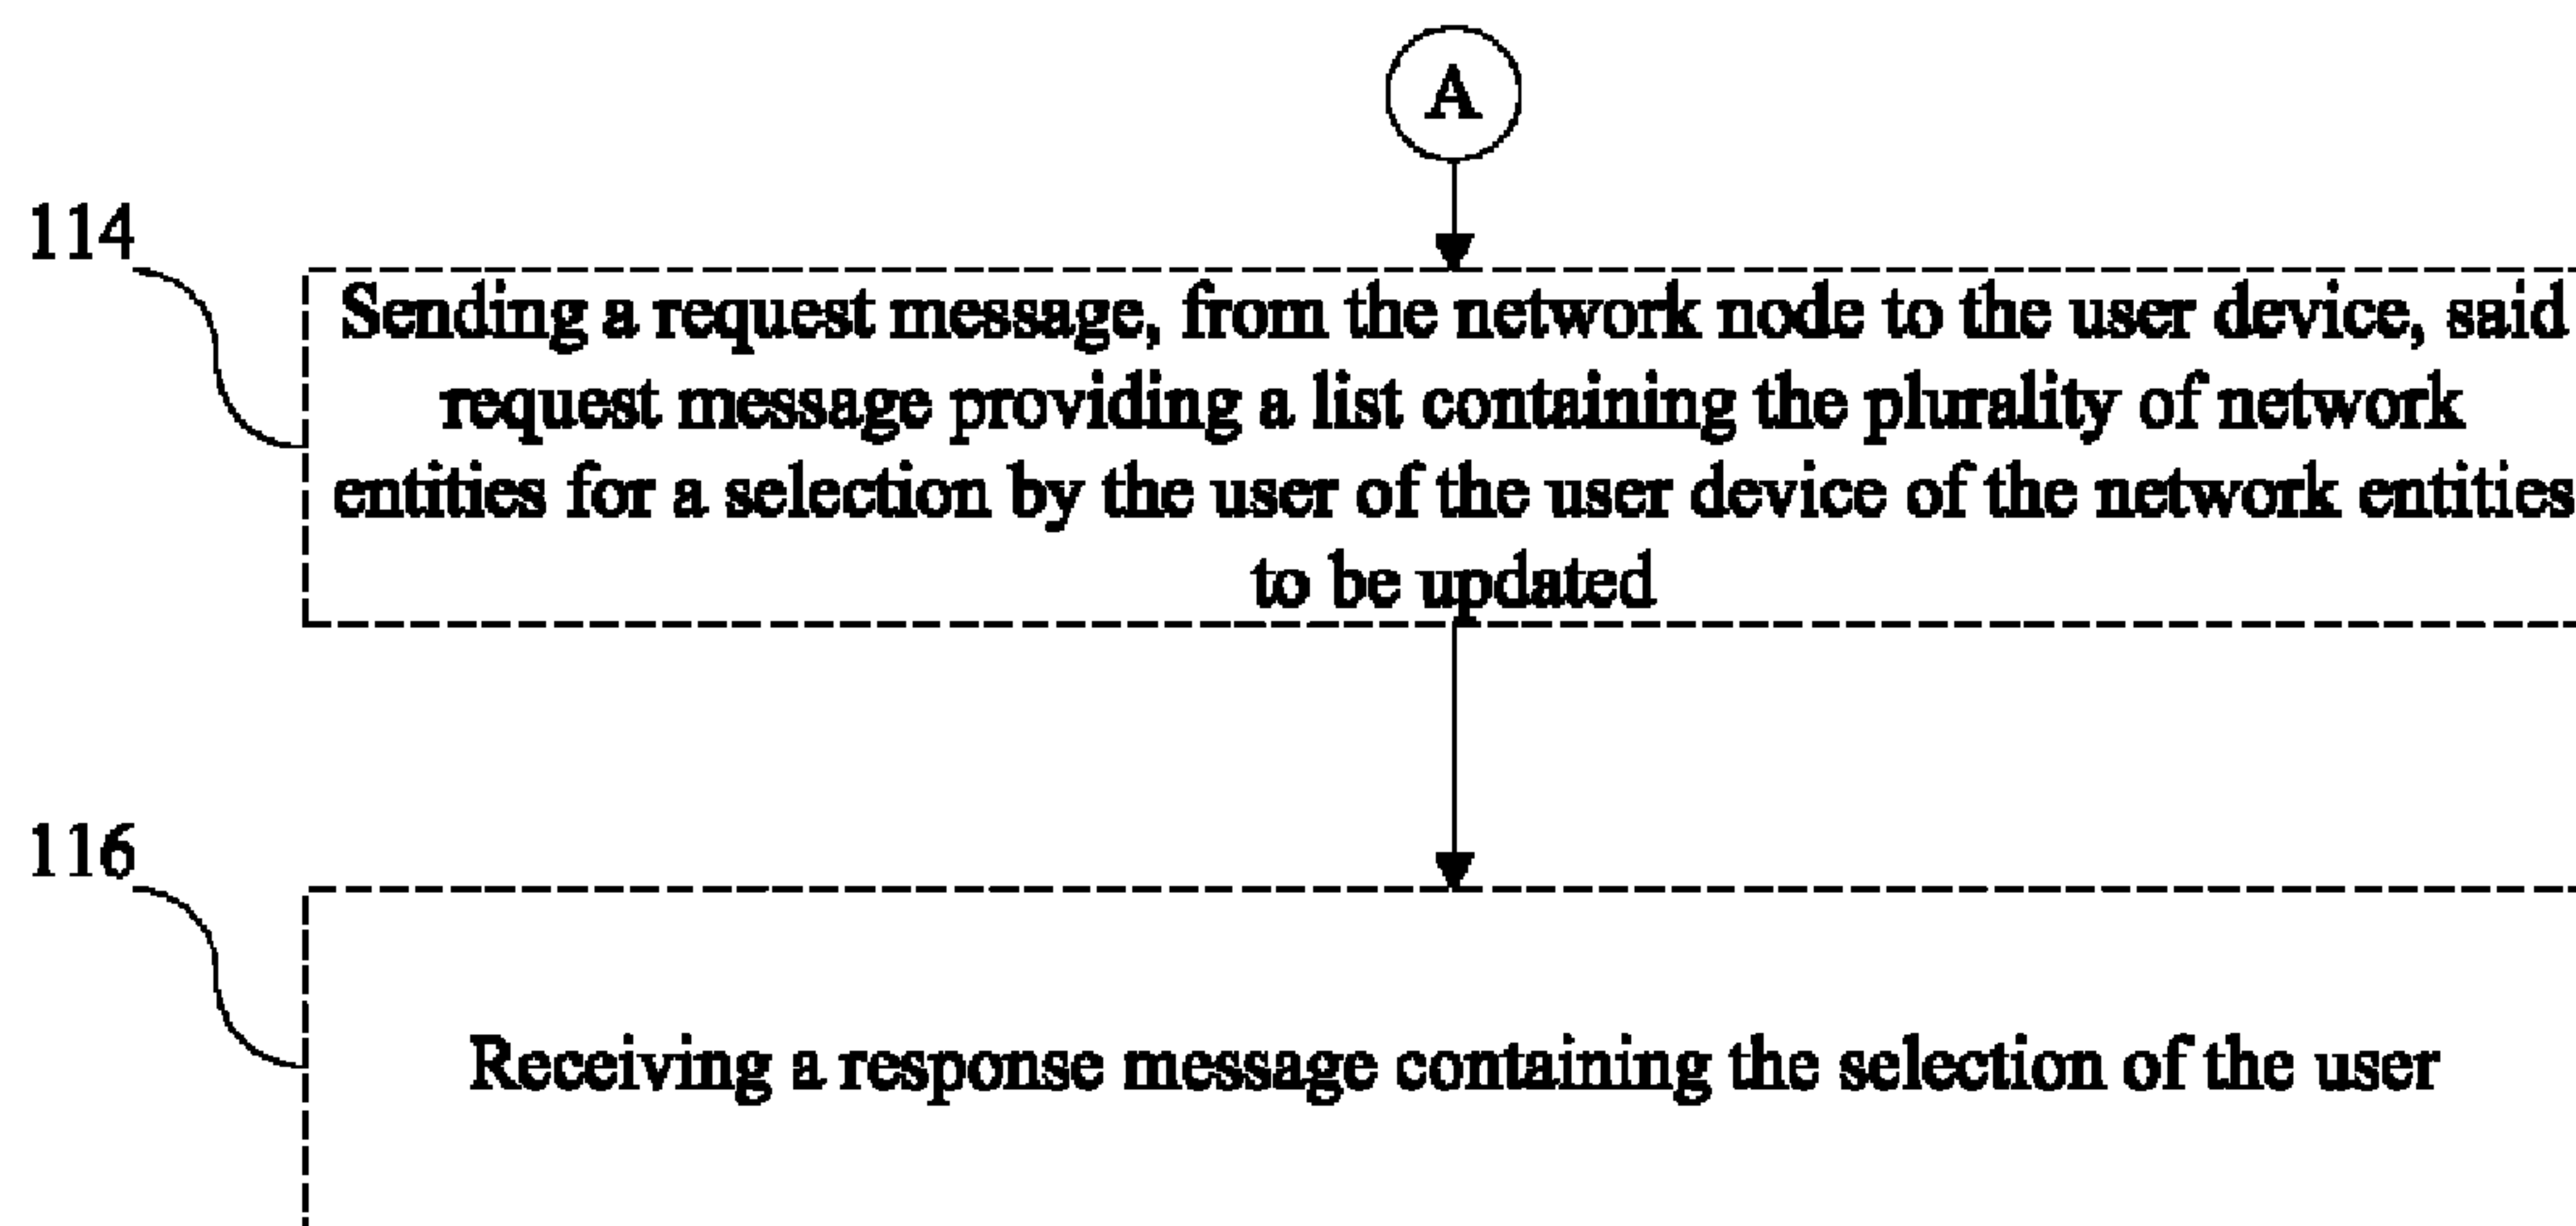 A
114
Sending a request message, from the network node to the user device, said
request message providing a list containing the plurality of network
entities for a selection by the user of the user device of the network entities
to be updated
116
Receiving a response message containing the selection of the user